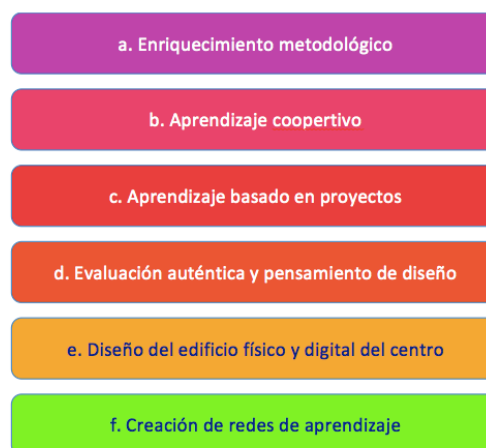 a. Enriquecimiento metodológico
b. Aprendizaje coopertivo
c. Aprendizaje basado en proyectos
d. Evaluación auténtica y pensamiento de diseño
e. Diseño del edificio físico y digital del centro
f. Creación de redes de aprendizaje